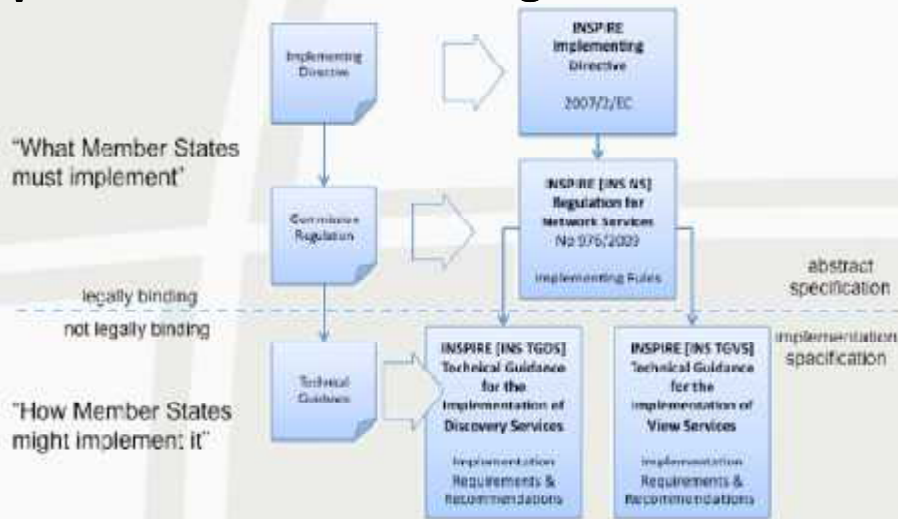 Implementing
Directive
INSPIRE
Implementing
Directive
2007/2/EC
"What Member States
must implement"
Commission
Regulation
INSPIRE [INS NS]
Regulation for
Network Services
No 976/2009
Implementing Rules
abstract
specification
legally binding
not legally binding
implementation
spacification
Technical
Guidance
INSPIRE [INS TGDS]
Technical Guidance
for the
Implementation of
Discovery Services
Implementation
Requirements &
Recommendations
INSPIRE [INS TGVS]
Technical Guidance
for the
Implementation of
View Services
Implementation
Requirements &
Recommendations
"How Member States
might implement it"